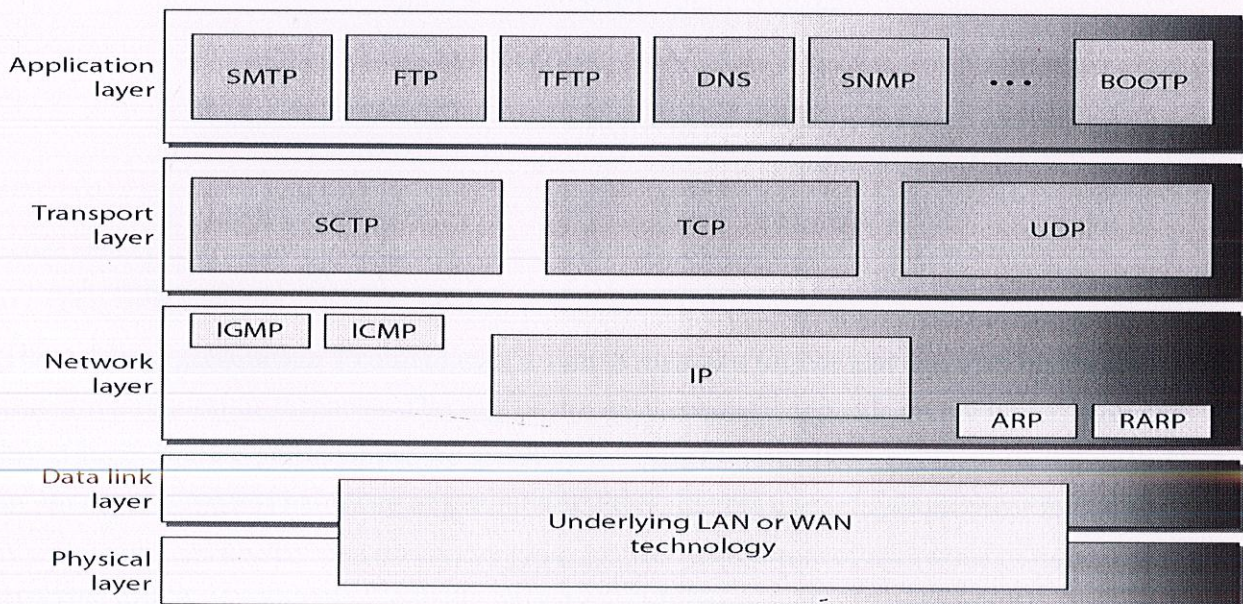 Application
layer
SMTP FTP TFTP DNS SNMP ... BOOTP
Transport
layer
SCTP TCP UDP
IGMP ICMP
Network
layer
IP
ARP RARP
Data link
layer
Underlying LAN or WAN
technology
Physical
layer